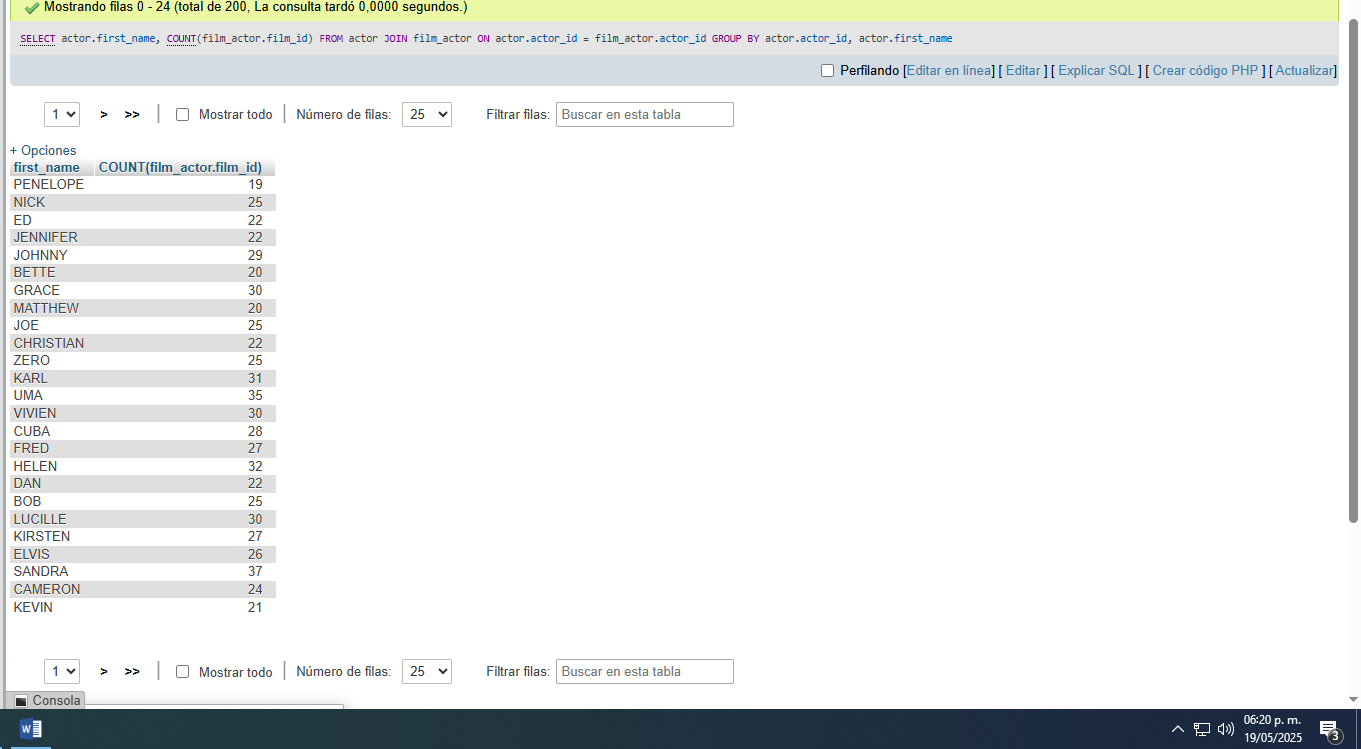 Mostrando filas 0 - 24 (total de 200, La consulta tardó 0,0000 segundos.)
SELECT actor.first_name, COUNT(film_actor.film_id) FROM actor JOIN film_actor ON actor.actor_id = film_actor.actor_id GROUP BY actor.actor_id, actor.first_name
Perfilando [Editar en línea] [ Editar ] [ Explicar SQL ] [ Crear código PHP ] [ Actualizar]
1 > >> | Mostrar todo | Número de filas: 25 Filtrar filas: Buscar en esta tabla
+ Opciones
first_name COUNT(film_actor.film_id)
PENELOPE 19
NICK 25
ED 22
JENNIFER 22
JOHNNY 29
BETTE 20
GRACE 30
MATTHEW 20
JOE 25
CHRISTIAN 22
ZERO 25
KARL 31
UMA 35
VIVIEN 30
CUBA 28
FRED 27
HELEN 32
DAN 22
BOB 25
LUCILLE 30
KIRSTEN 27
ELVIS 26
SANDRA 37
CAMERON 24
KEVIN 21
1 > >> | Mostrar todo | Número de filas: 25 Filtrar filas: Buscar en esta tabla
Consola
W
06:20 p. m.
19/05/2025
3